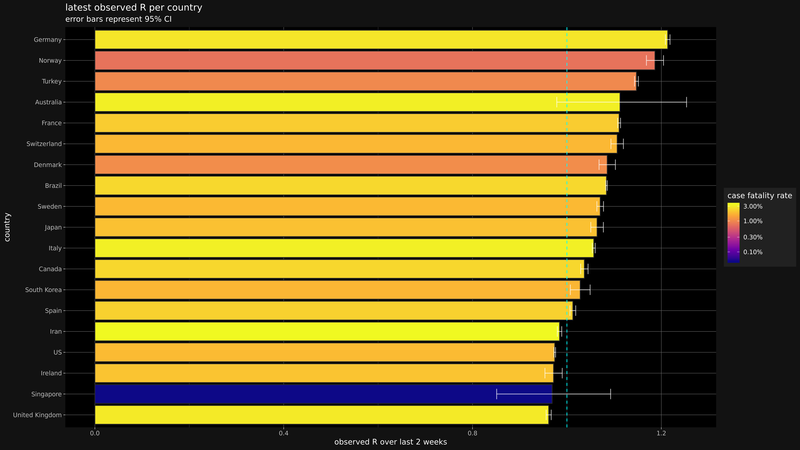 latest observed R per country
error bars represent 95% CI
Germany
Norway
Turkey
Australia
France
Switzerland
Denmark
Brazil
Sweden
Japan
Italy
Canada
South Korea
Spain
Iran
US
Ireland
Singapore
United Kingdom
country
0.0
0.4
0.8
1.2
observed R over last 2 weeks
case fatality rate
3.00%
1.00%
0.30%
0.10%